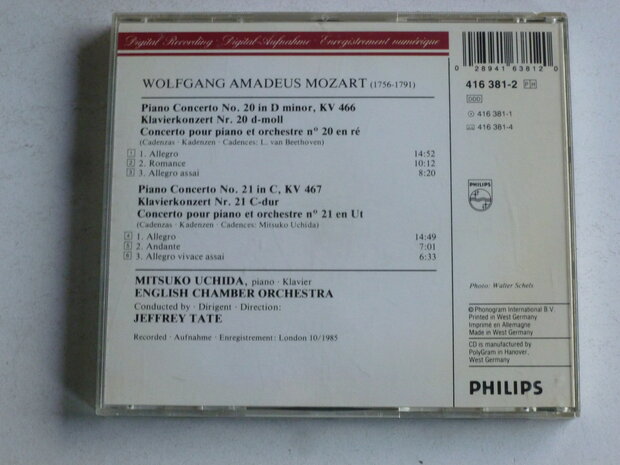 Digital Recording · Digital-Aufnahme · Enregistrement numérique
WOLFGANG AMADEUS MOZART (1756-1791)
Piano Concerto No. 20 in D minor, KV 466
Klavierkonzert Nr. 20 d-moll
Concerto pour piano et orchestre n° 20 en ré
(Cadenzas · Kadenzen · Cadences: L. van Beethoven)
1 1. Allegro 14:52
2 2. Romance 10:12
3 3. Allegro assai 8:20
Piano Concerto No. 21 in C, KV 467
Klavierkonzert Nr. 21 C-dur
Concerto pour piano et orchestre n° 21 en Ut
(Cadenzas · Kadenzen · Cadences: Mitsuko Uchida)
4 1. Allegro 14:49
5 2. Andante 7:01
6 3. Allegro vivace assai 6:33
MITSUKO UCHIDA, piano · Klavier
ENGLISH CHAMBER ORCHESTRA
Conducted by · Dirigent · Direction:
JEFFREY TATE
Recorded · Aufnahme · Enregistrement: London 10/1985
0 28941 63812 0
416 381-2 PH
DDD
416 381-1
416 381-4
PHILIPS
Photo: Walter Schels
℗ Phonogram International B.V.
Printed in West Germany
Imprimé en Allemagne
Made in West Germany
CD is manufactured by
PolyGram in Hanover,
West Germany
PHILIPS